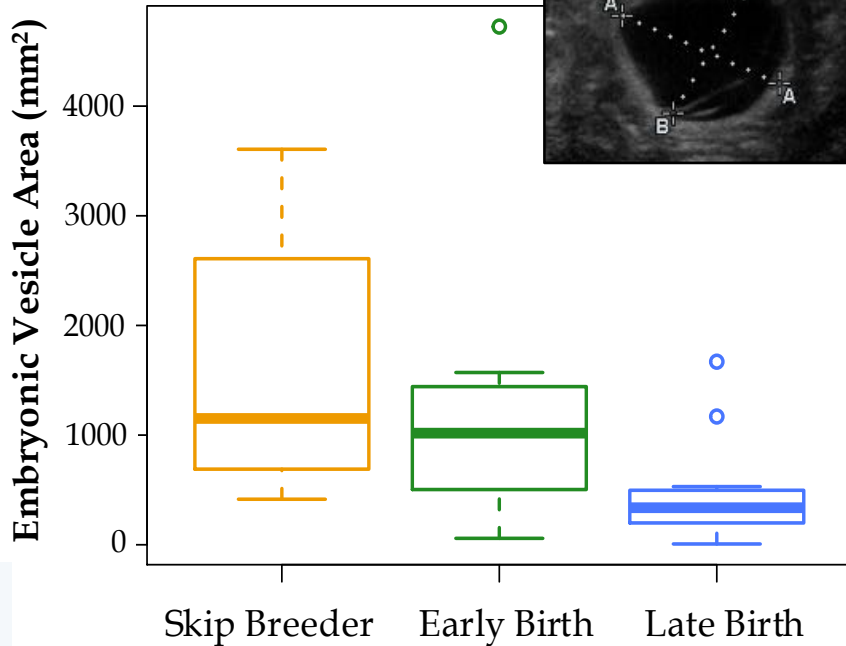 Embryonic Vesicle Area (mm²)
4000
3000
2000
1000
0
A
A
B
Skip Breeder
Early Birth
Late Birth